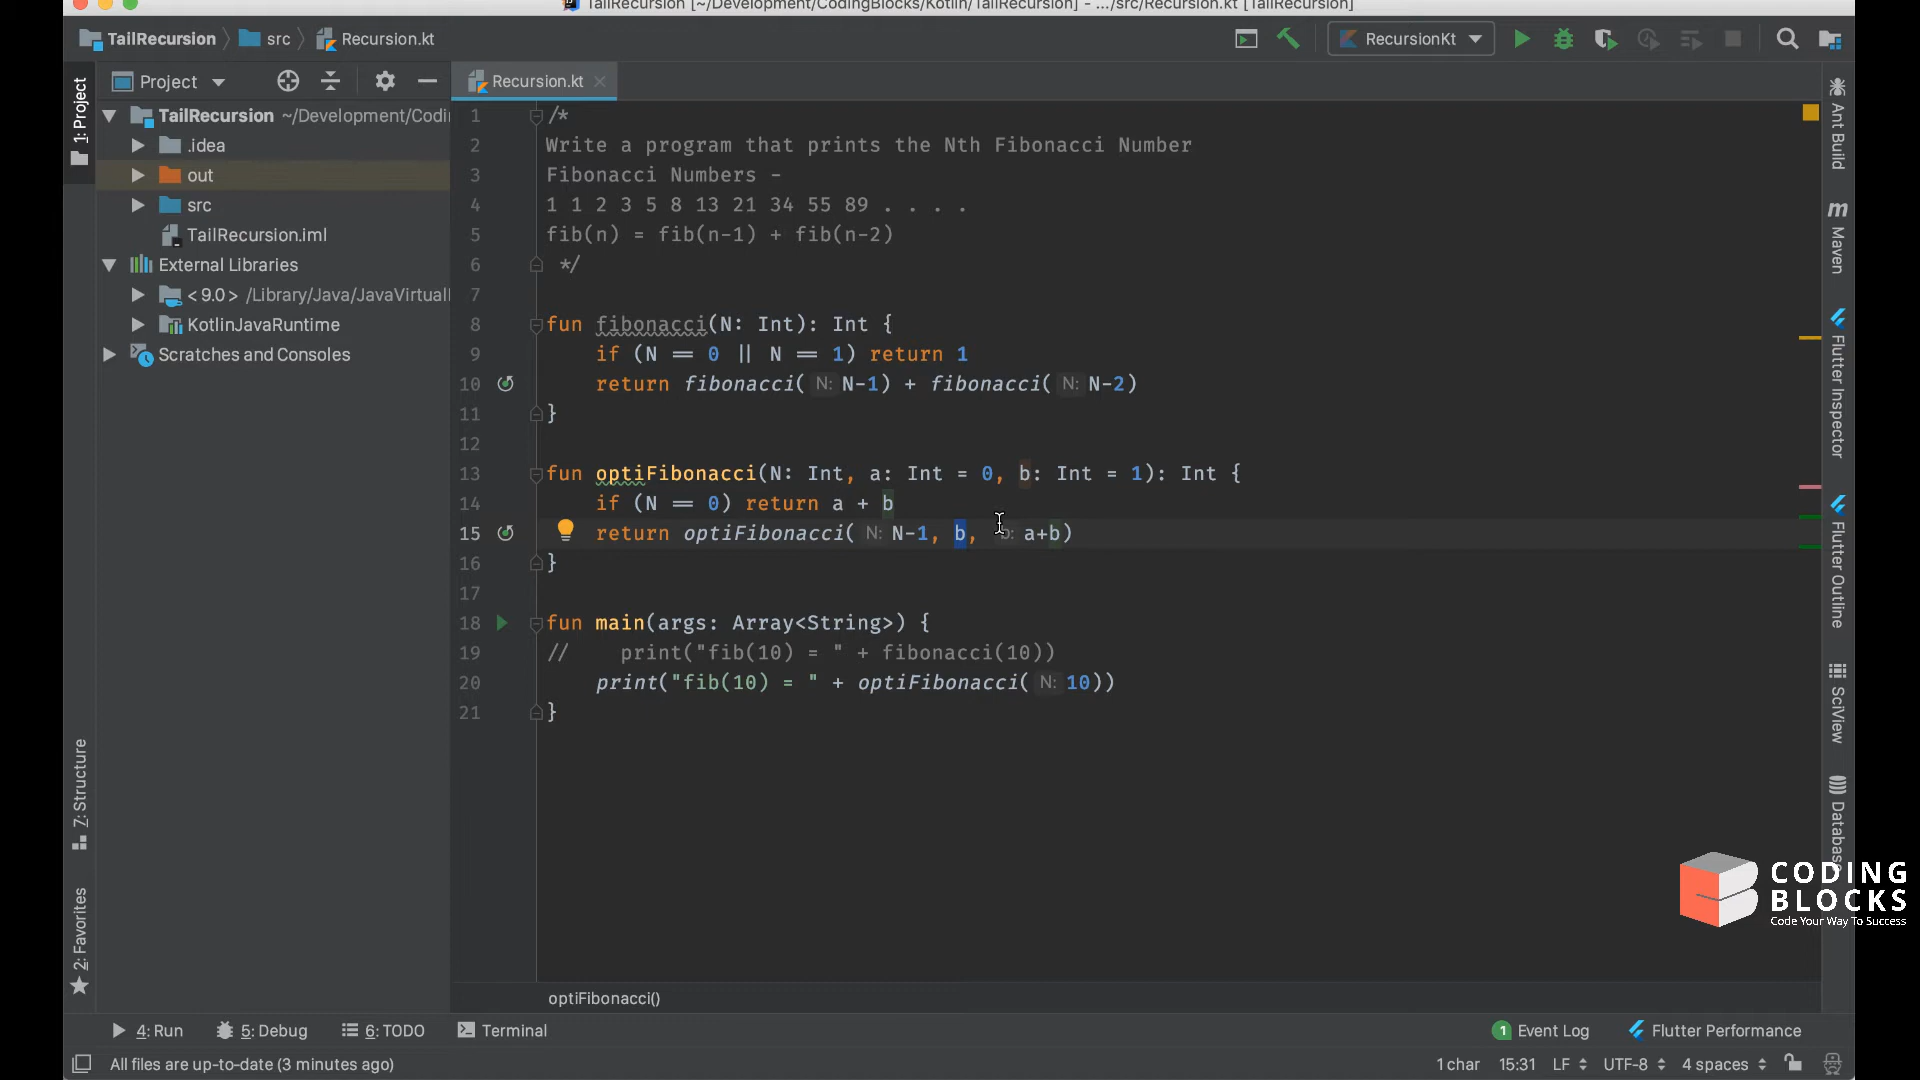 TailRecursion [~/Development/CodingBlocks/Kotlin/TailRecursion] - .../src/Recursion.kt [TailRecursion]
TailRecursion src Recursion.kt RecursionKt
Project Recursion.kt
1: Project
TailRecursion ~/Development/Codi
.idea
out
src
TailRecursion.iml
External Libraries
< 9.0 > /Library/Java/JavaVirtual
KotlinJavaRuntime
Scratches and Consoles
7: Structure
2: Favorites
1 /*
2 Write a program that prints the Nth Fibonacci Number
3 Fibonacci Numbers -
4 1 1 2 3 5 8 13 21 34 55 89 . . . .
5 fib(n) = fib(n-1) + fib(n-2)
6 */
7
8 fun fibonacci(N: Int): Int {
9 if (N == 0 || N == 1) return 1
10 return fibonacci( N: N-1) + fibonacci( N: N-2)
11 }
12
13 fun optiFibonacci(N: Int, a: Int = 0, b: Int = 1): Int {
14 if (N == 0) return a + b
15 return optiFibonacci( N: N-1, b, b: a+b)
16 }
17
18 fun main(args: Array<String>) {
19 // print("fib(10) = " + fibonacci(10))
20 print("fib(10) = " + optiFibonacci( N: 10))
21 }
Ant Build
m Maven
Flutter Inspector
Flutter Outline
SciView
Database
CODING
BLOCKS
Code Your Way To Success
optiFibonacci()
4: Run 5: Debug 6: TODO Terminal 1 Event Log Flutter Performance
All files are up-to-date (3 minutes ago) 1 char 15:31 LF UTF-8 4 spaces